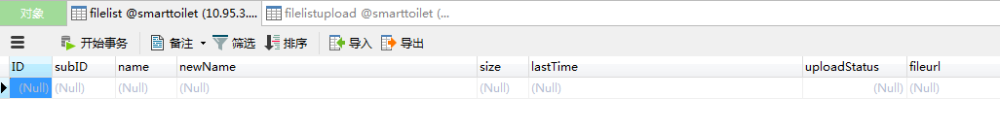 对象 filelist @smarttoilet (10.95.3.... filelistupload @smarttoilet (...
开始事务 备注 筛选 排序 导入 导出
ID subID name newName size lastTime uploadStatus fileurl
(Null) (Null) (Null) (Null) (Null) (Null) (Null) (Null)